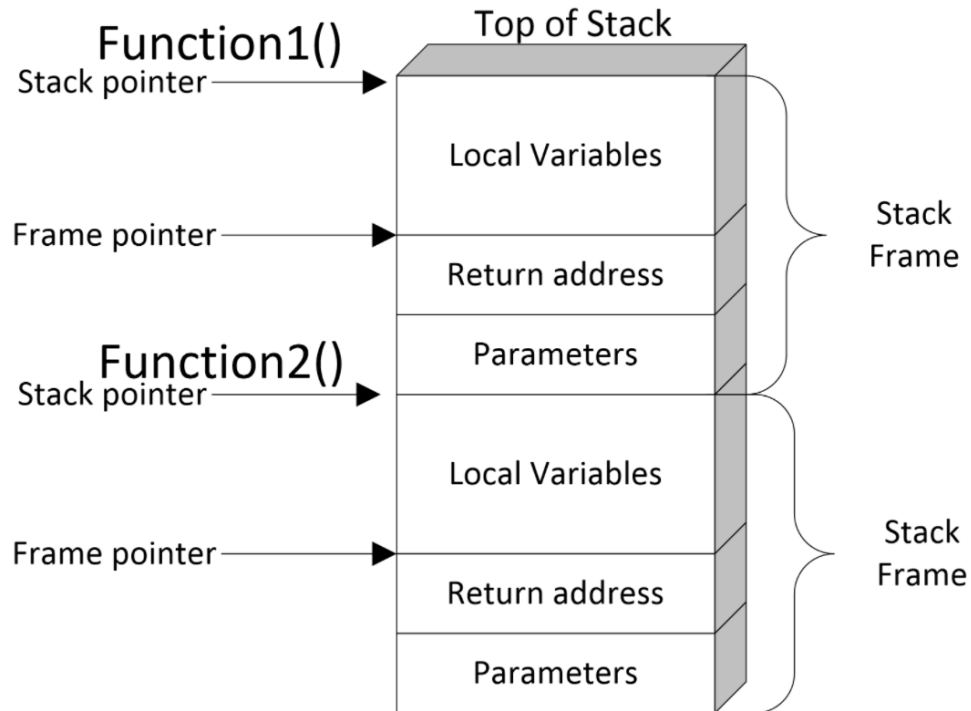 Top of Stack
Function1()
Stack pointer
Local Variables
Stack
Frame
Frame pointer
Return address
Parameters
Function2()
Stack pointer
Local Variables
Stack
Frame
Frame pointer
Return address
Parameters